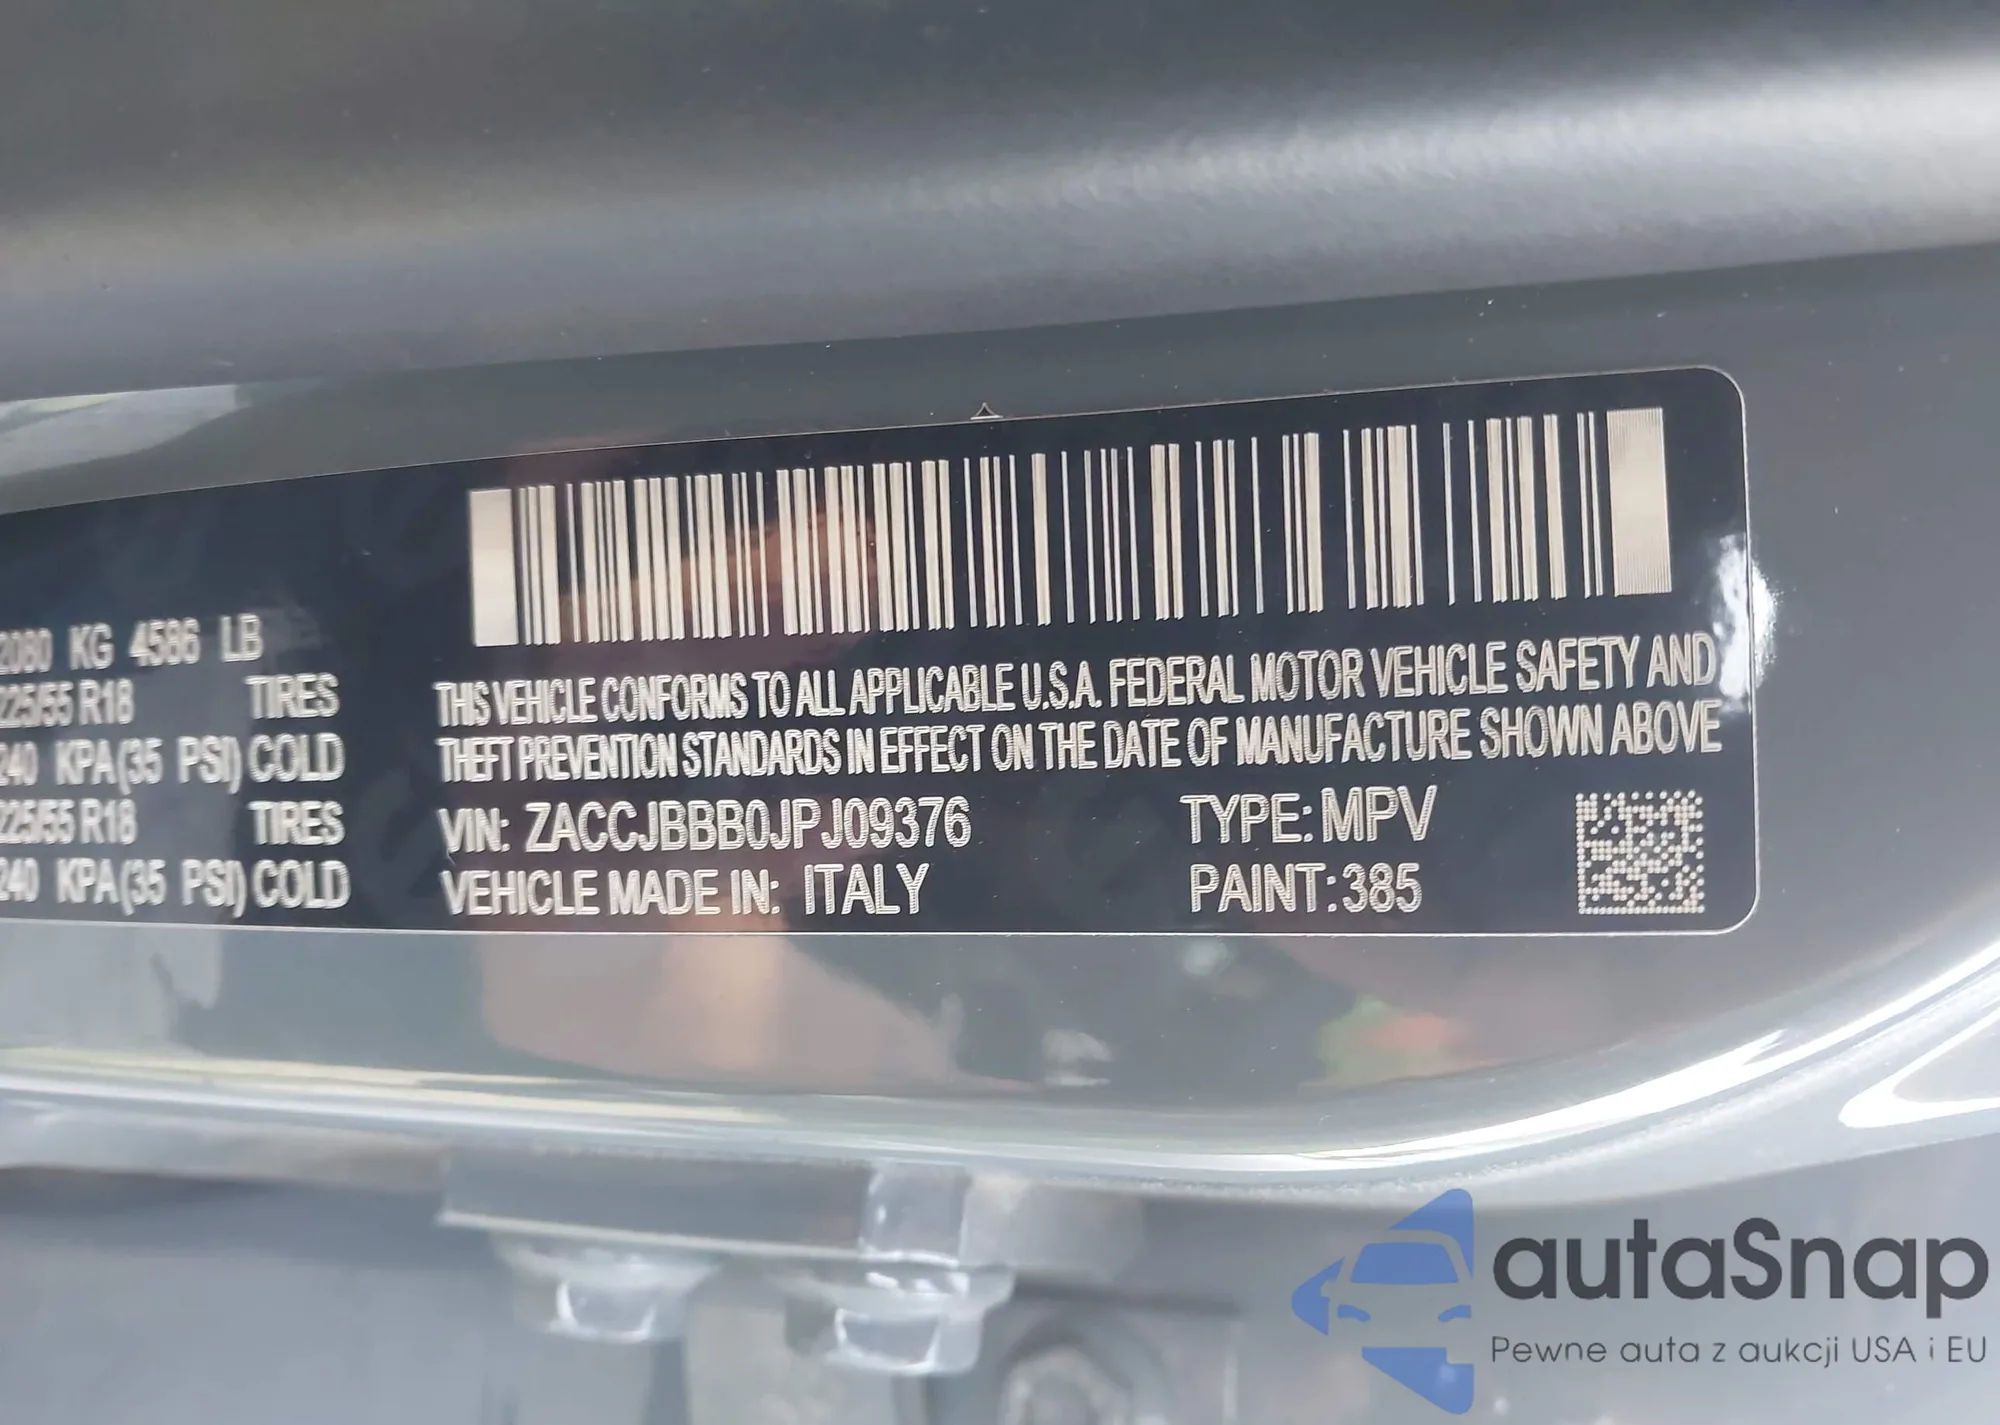 2080 KG 4586 LB
225/55 R18 TIRES
240 KPA(35 PSI) COLD
225/55 R18 TIRES
240 KPA(35 PSI) COLD
THIS VEHICLE CONFORMS TO ALL APPLICABLE U.S.A. FEDERAL MOTOR VEHICLE SAFETY AND
THEFT PREVENTION STANDARDS IN EFFECT ON THE DATE OF MANUFACTURE SHOWN ABOVE
VIN: ZACCJBBB0JPJ09376 TYPE: MPV
VEHICLE MADE IN: ITALY PAINT: 385
autaSnap
Pewne auta z aukcji USA i EU